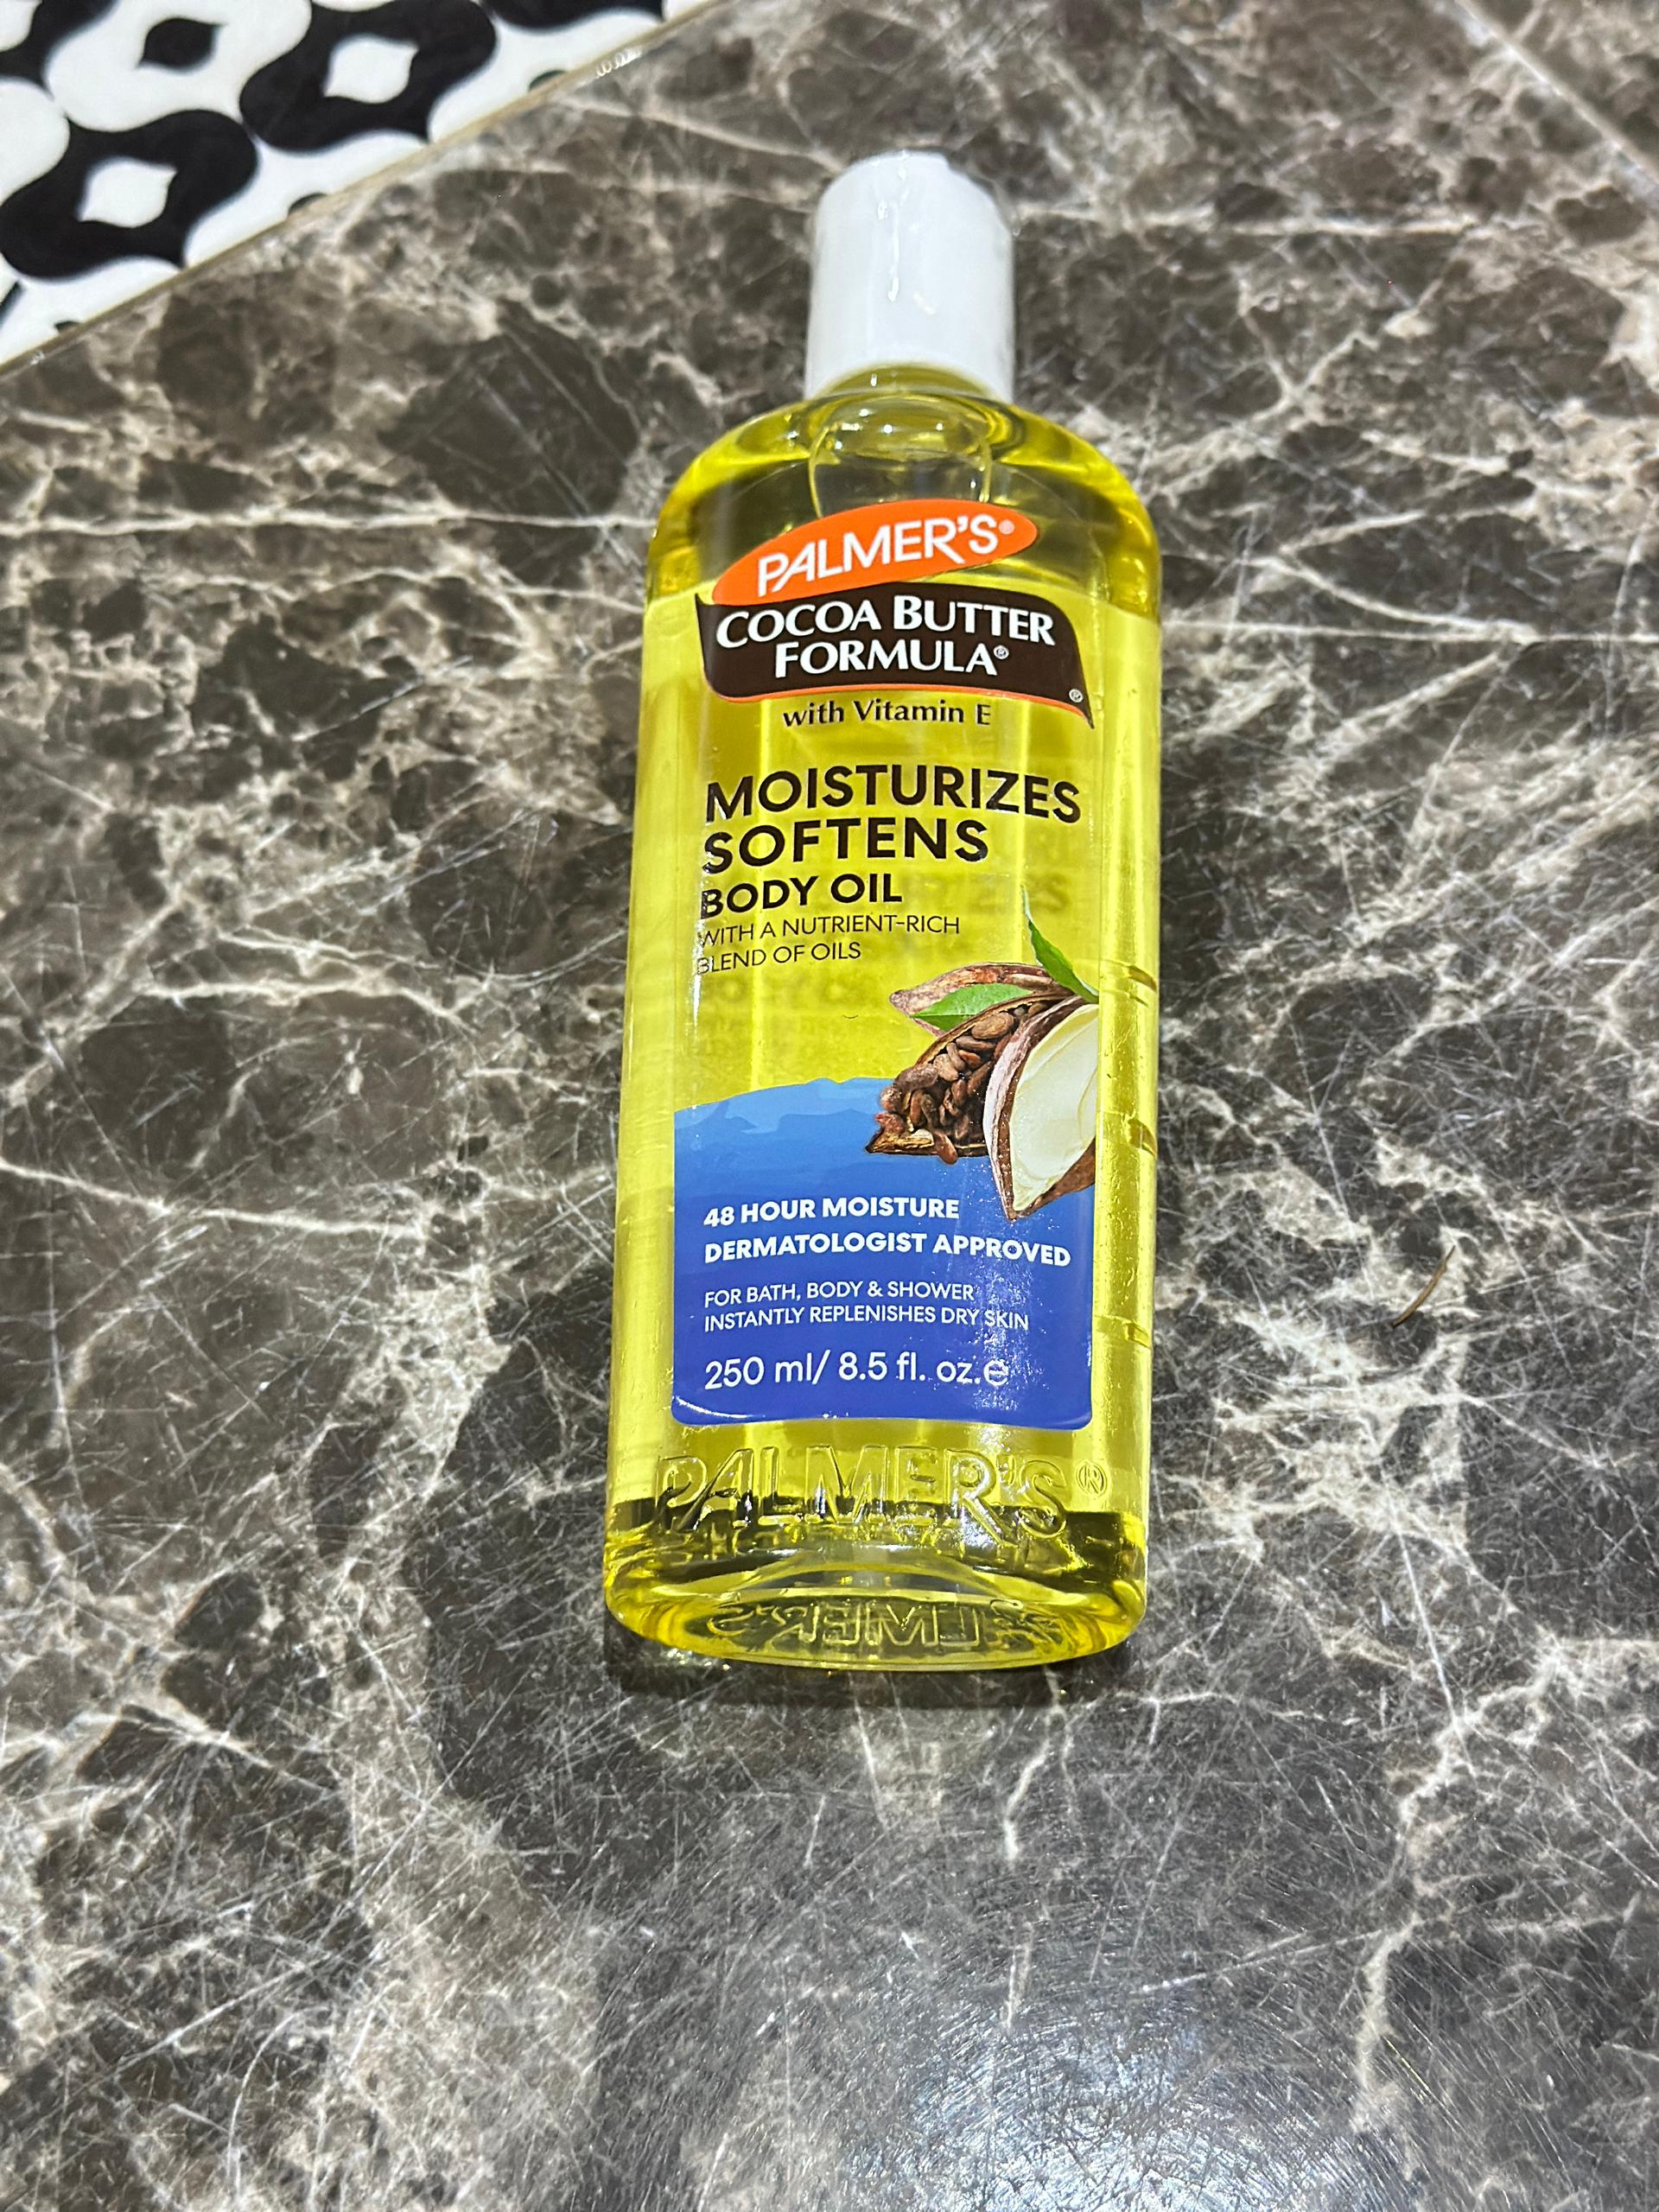 PALMER'S®
COCOA BUTTER
FORMULA®
®
with Vitamin E
MOISTURIZES
SOFTENS
BODY OIL
WITH A NUTRIENT-RICH
BLEND OF OILS
48 HOUR MOISTURE
DERMATOLOGIST APPROVED
FOR BATH, BODY & SHOWER
INSTANTLY REPLENISHES DRY SKIN
250 ml/ 8.5 fl. oz. ℮
PALMER'S®